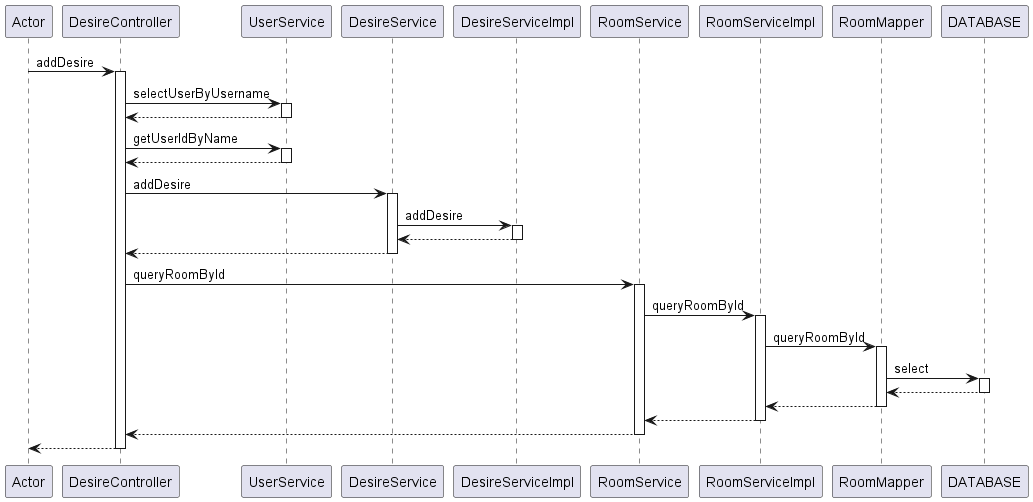 Actor DesireController UserService DesireService DesireServiceImpl RoomService RoomServiceImpl RoomMapper DATABASE
addDesire
selectUserByUsername
getUserIdByName
addDesire
addDesire
queryRoomById
queryRoomById
queryRoomById
select
Actor DesireController UserService DesireService DesireServiceImpl RoomService RoomServiceImpl RoomMapper DATABASE